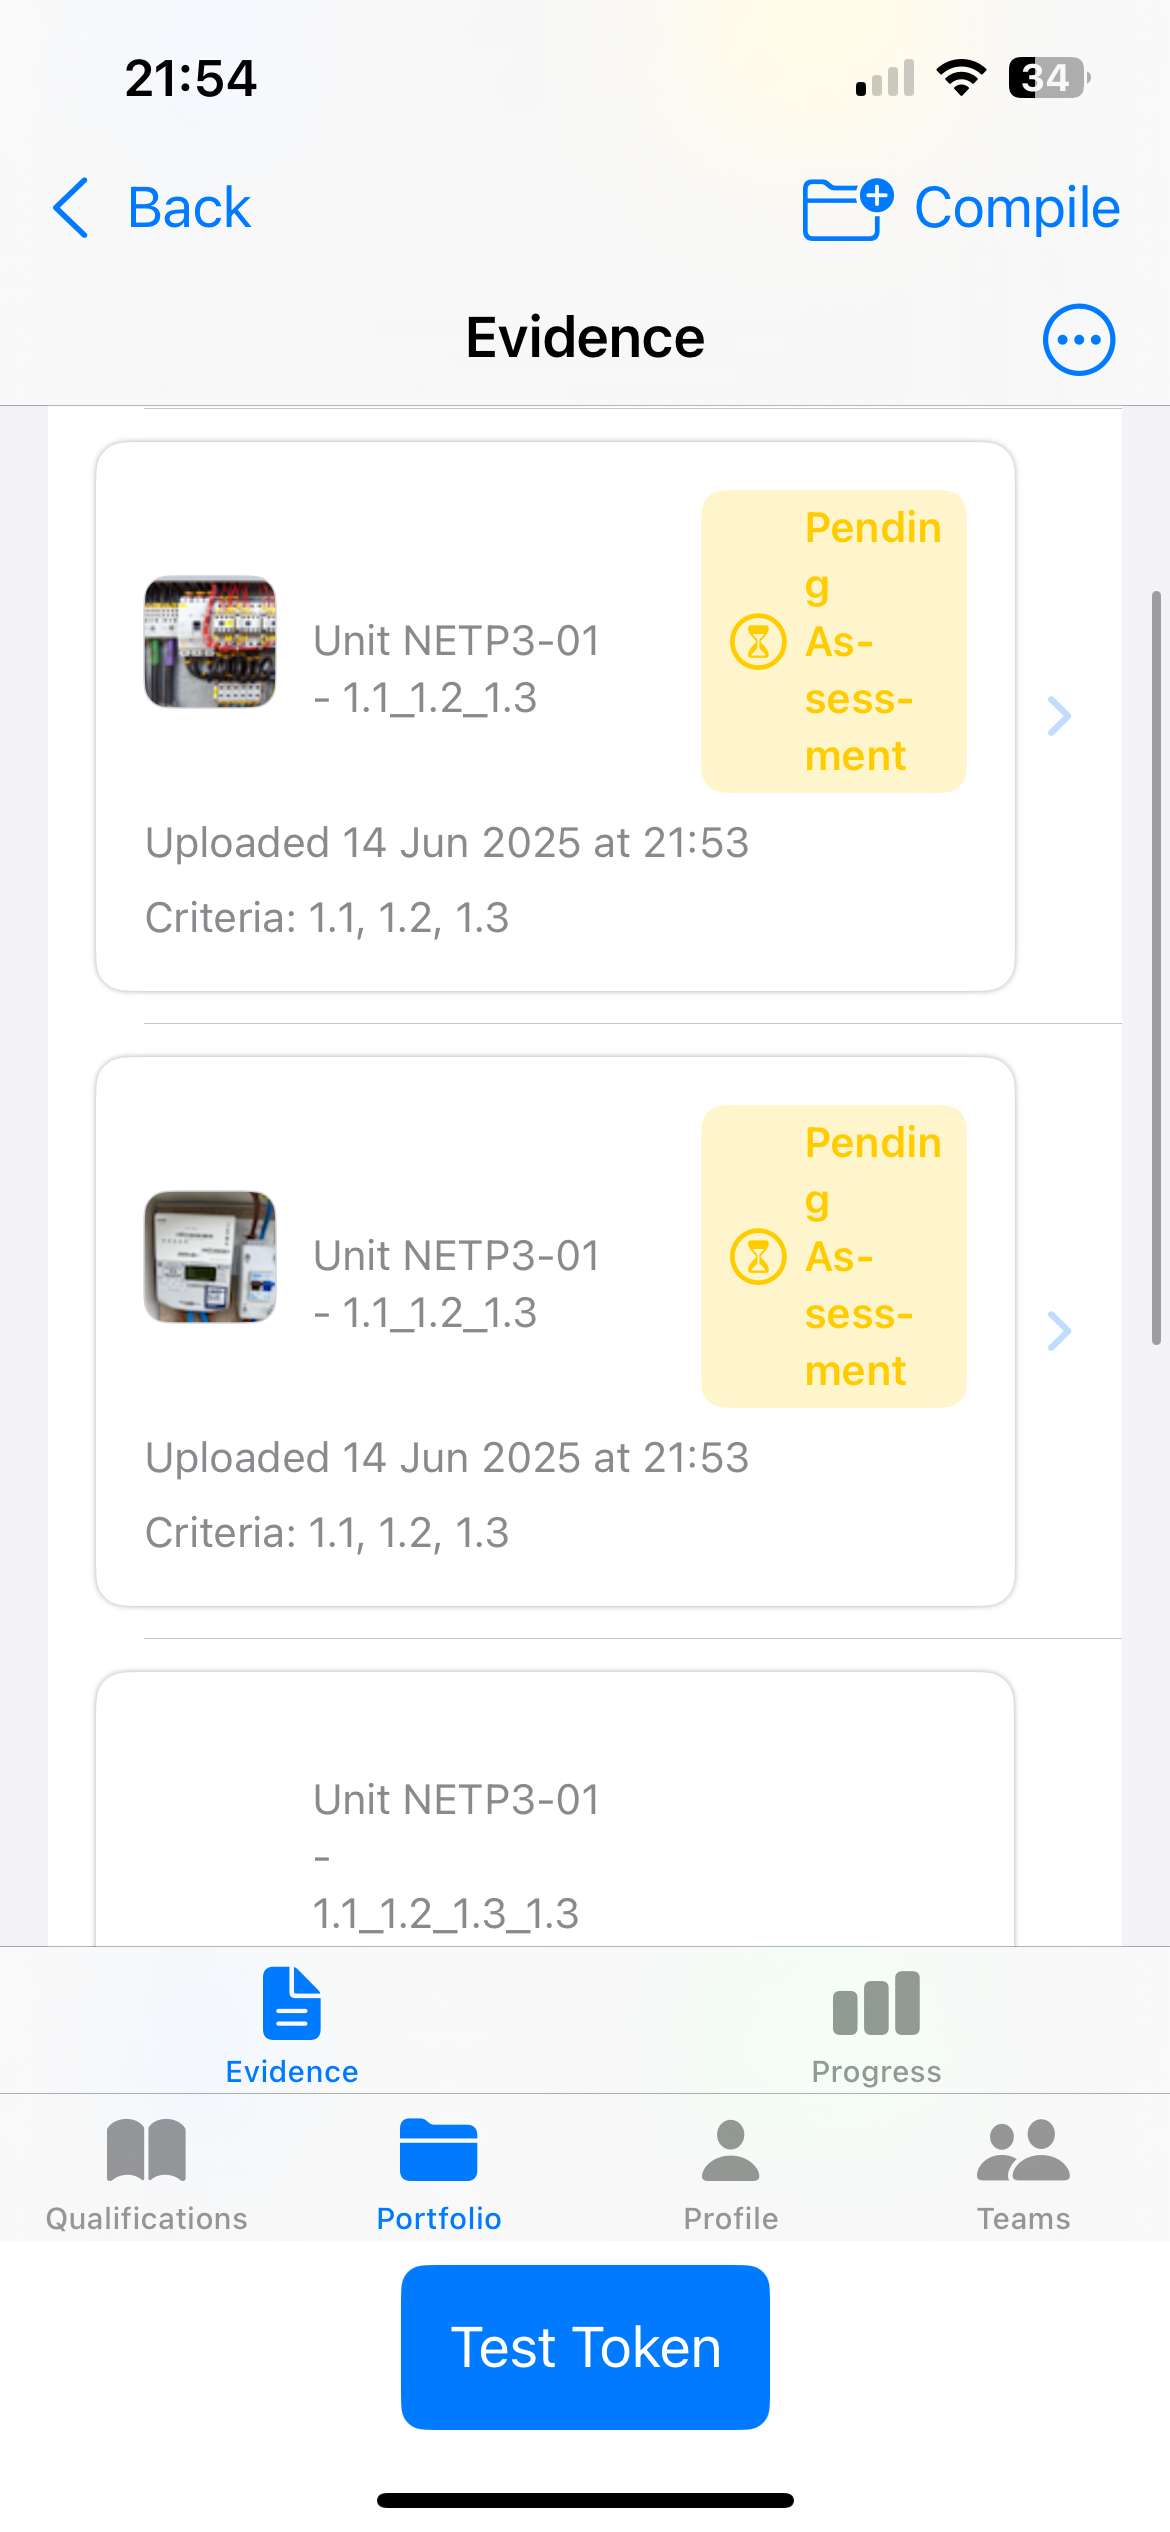 21:54
34
Back
Compile
Evidence
Pendin
g
As-
sess-
ment
Unit NETP3-01
- 1.1_1.2_1.3
Uploaded 14 Jun 2025 at 21:53
Criteria: 1.1, 1.2, 1.3
Pendin
g
As-
sess-
ment
Unit NETP3-01
- 1.1_1.2_1.3
Uploaded 14 Jun 2025 at 21:53
Criteria: 1.1, 1.2, 1.3
Unit NETP3-01
-
1.1_1.2_1.3_1.3
Evidence
Progress
Qualifications
Portfolio
Profile
Teams
Test Token